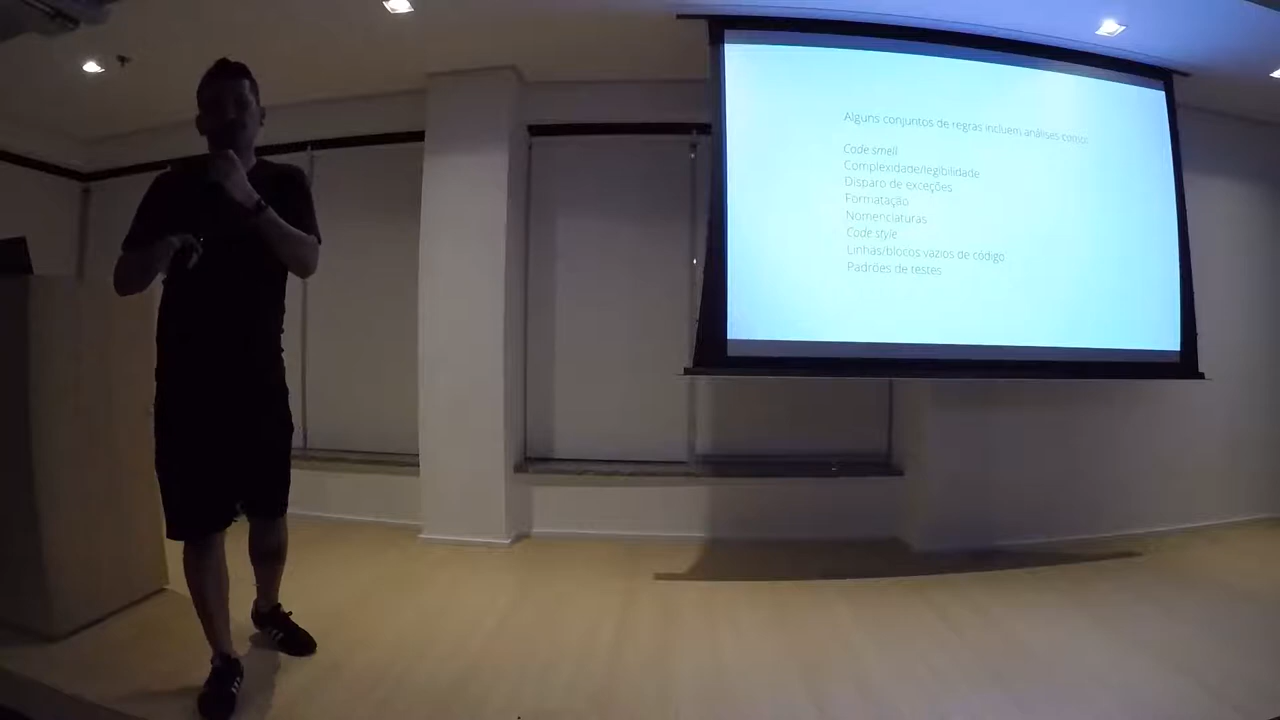 Alguns conjuntos de regras incluem análises como:
Code smell
Complexidade/legibilidade
Disparo de exceções
Formatação
Nomenclaturas
Code style
Linhas/blocos vazios de código
Padrões de testes